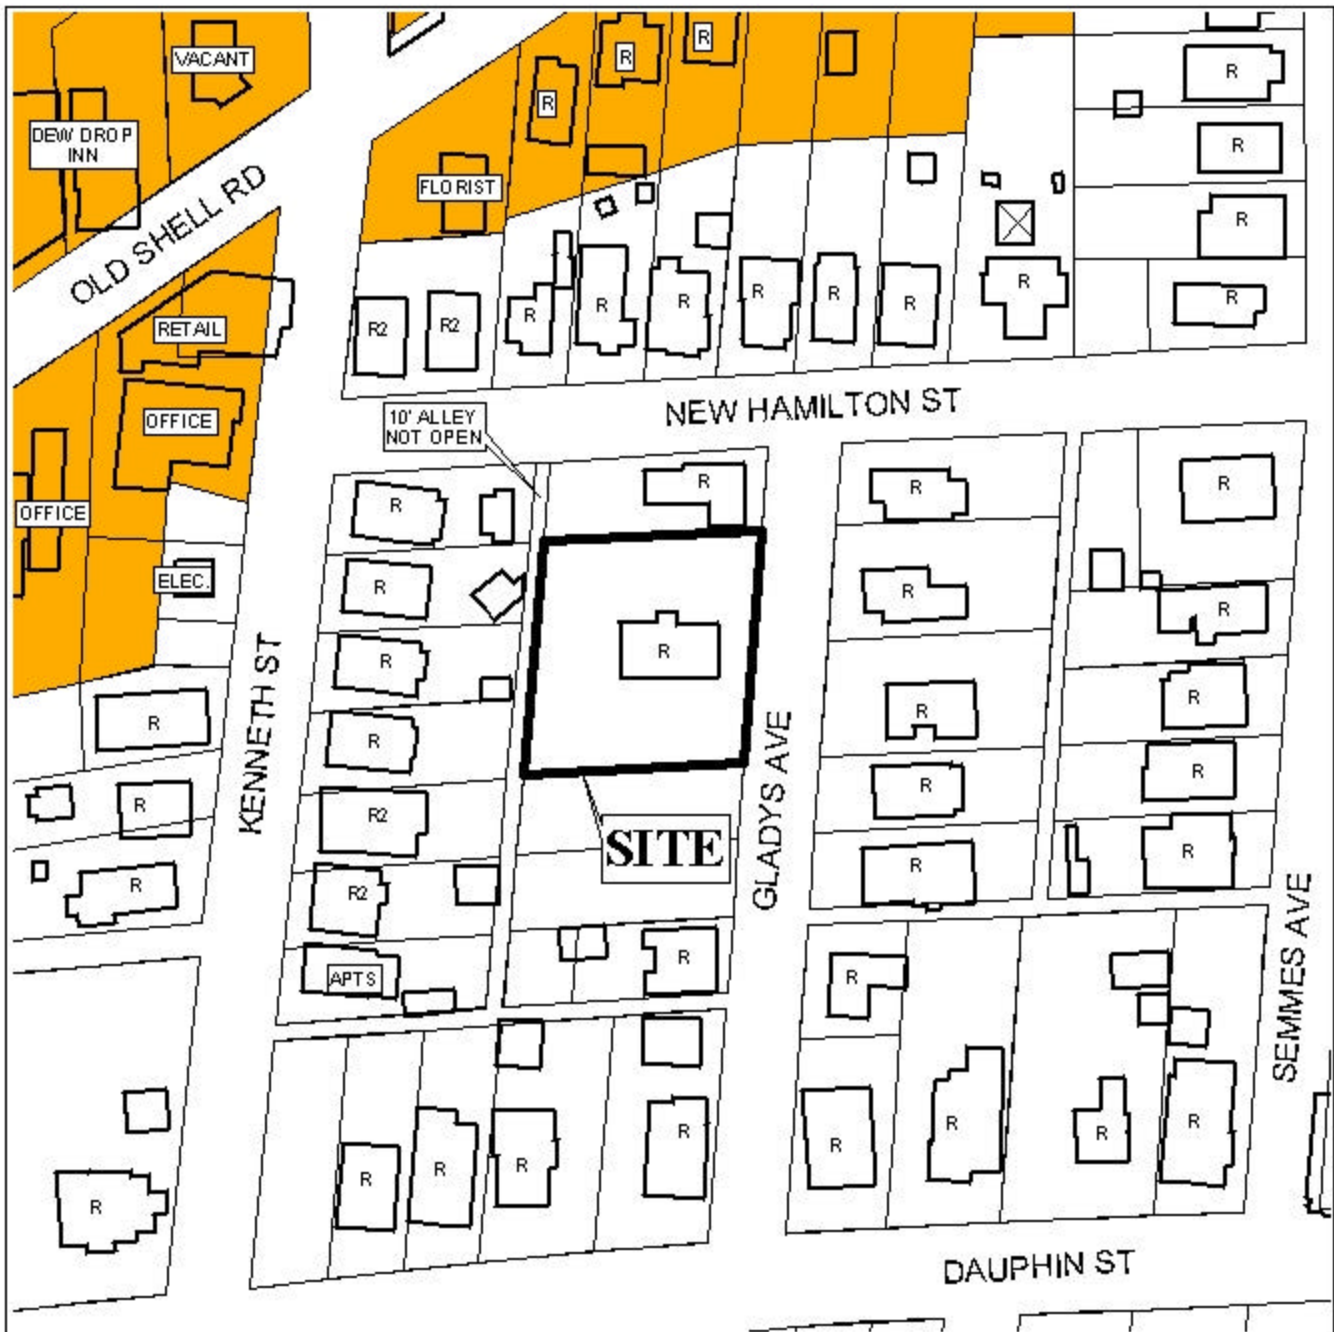 VACANT
R
R
R
R
DEW DROP
INN
R
FLORIST
OLD SHELL RD
R
R
R
RETAIL
R2
R2
R
R
R
R
R
R
OFFICE
NEW HAMILTON ST
10' ALLEY
NOT OPEN
R
R
R
R
OFFICE
ELEC.
R
R
R
R
R
R
R
R
R
KENNETH ST
R
R
R
R
R2
GLADYS AVE
SITE
R
R
R
R2
APTS
R
R
SEMMES AVE
R
R
R
R
R
R
R
R
R
R
DAUPHIN ST